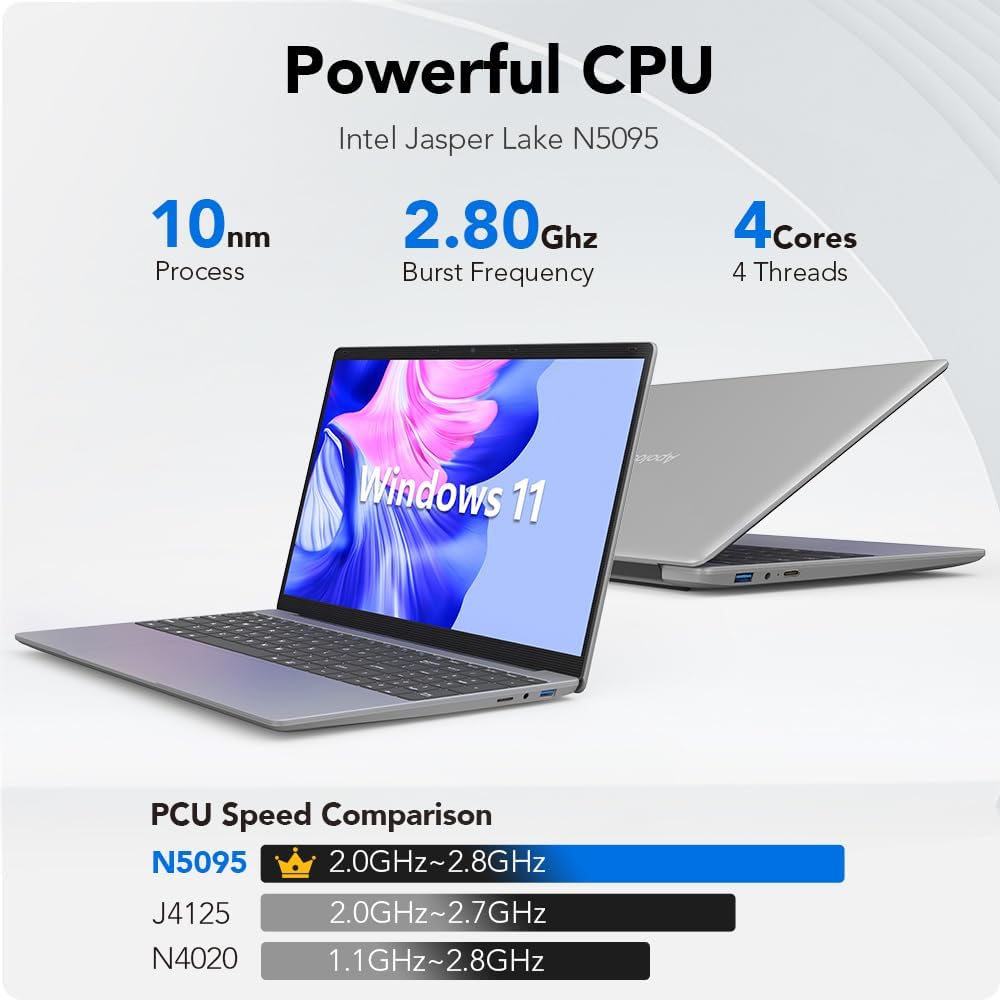 Powerful CPU
Intel Jasper Lake N5095
10nm
Process
2.80Ghz
Burst Frequency
4Cores
4 Threads
Windows 11
PCU Speed Comparison
N5095 2.0GHz~2.8GHz
J4125 2.0GHz~2.7GHz
N4020 1.1GHz~2.8GHz